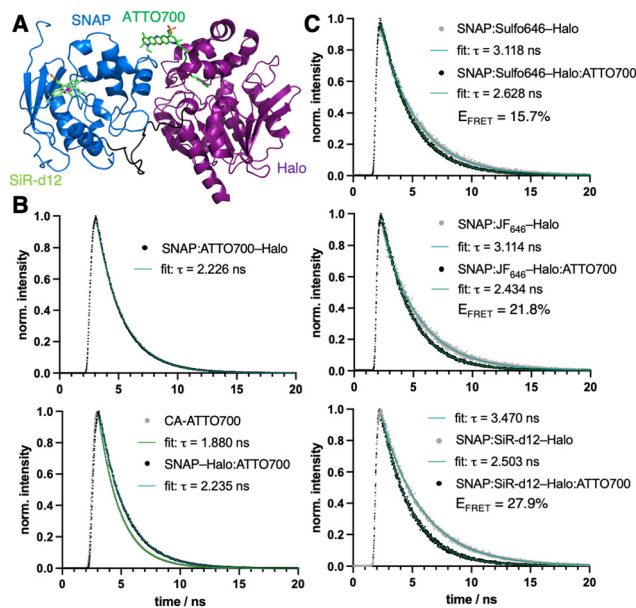 A
SNAP
ATTO700
SiR-d12
Halo
B
norm. intensity
1.0
0.8
0.6
0.4
0.2
0.0
SNAP:ATTO700–Halo
fit: τ = 2.226 ns
0 5 10 15 20
norm. intensity
1.0
0.8
0.6
0.4
0.2
0.0
CA-ATTO700
fit: τ = 1.880 ns
SNAP–Halo:ATTO700
fit: τ = 2.235 ns
0 5 10 15 20
time / ns
C
norm. intensity
1.0
0.8
0.6
0.4
0.2
0.0
SNAP:Sulfo646–Halo
fit: τ = 3.118 ns
SNAP:Sulfo646–Halo:ATTO700
fit: τ = 2.628 ns
EFRET = 15.7%
0 5 10 15 20
norm. intensity
1.0
0.8
0.6
0.4
0.2
0.0
SNAP:JF646–Halo
fit: τ = 3.114 ns
SNAP:JF646–Halo:ATTO700
fit: τ = 2.434 ns
EFRET = 21.8%
0 5 10 15 20
norm. intensity
1.0
0.8
0.6
0.4
0.2
0.0
fit: τ = 3.470 ns
SNAP:SiR-d12–Halo
fit: τ = 2.503 ns
SNAP:SiR-d12–Halo:ATTO700
EFRET = 27.9%
0 5 10 15 20
time / ns